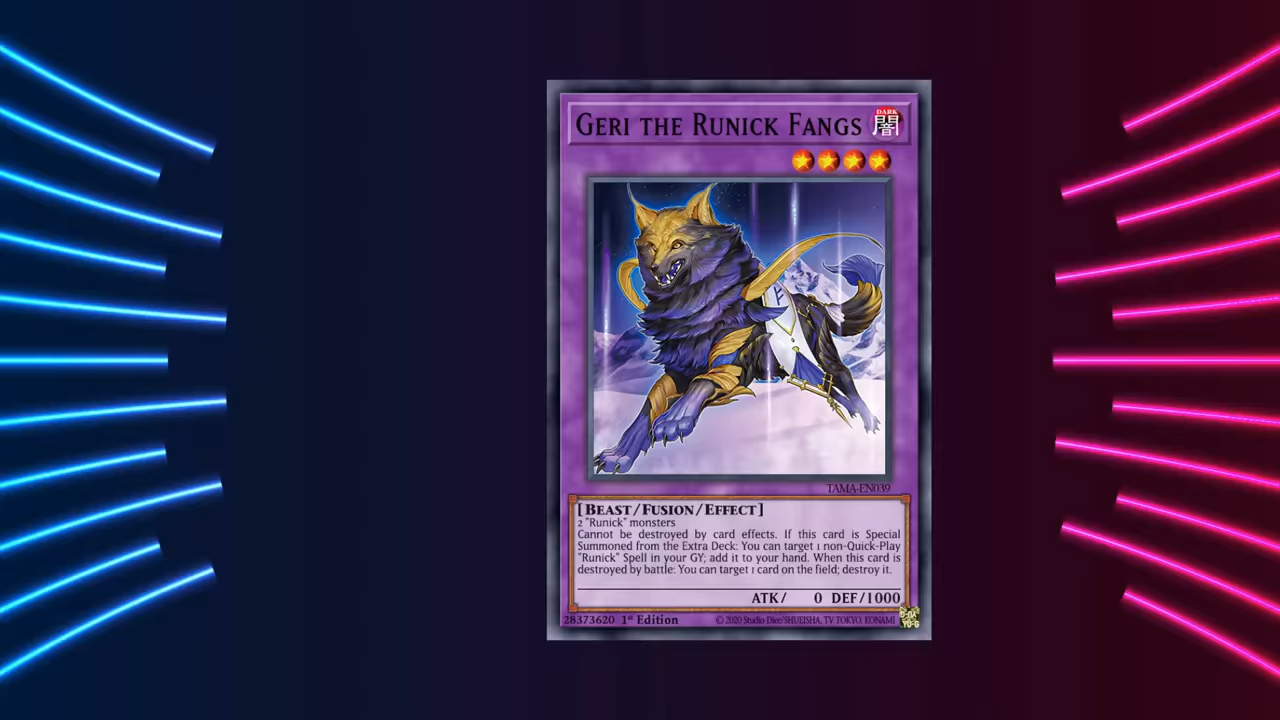 GERI THE RUNICK FANGS
DARK
闇
TAMA-EN039
[BEAST/FUSION/EFFECT]
2 "Runick" monsters
Cannot be destroyed by card effects. If this card is Special
Summoned from the Extra Deck: You can target 1 non-Quick-Play
"Runick" Spell in your GY; add it to your hand. When this card is
destroyed by battle: You can target 1 card on the field; destroy it.
ATK/ 0 DEF/1000
28373620 1st Edition
© 2020 Studio Dice/SHUEISHA, TV TOKYO, KONAMI